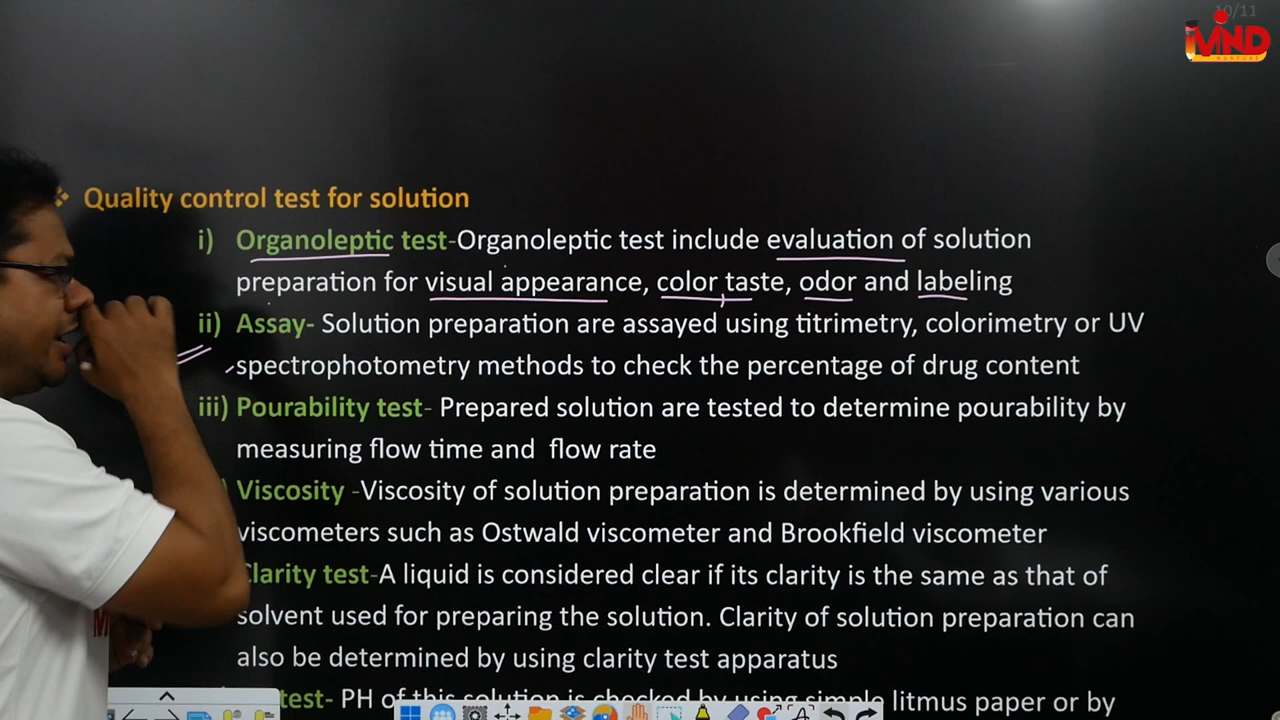 10/11
iMIND
NURTURE
Quality control test for solution
i) Organoleptic test-Organoleptic test include evaluation of solution
preparation for visual appearance, color taste, odor and labeling
ii) Assay- Solution preparation are assayed using titrimetry, colorimetry or UV
spectrophotometry methods to check the percentage of drug content
iii) Pourability test- Prepared solution are tested to determine pourability by
measuring flow time and flow rate
Viscosity -Viscosity of solution preparation is determined by using various
viscometers such as Ostwald viscometer and Brookfield viscometer
Clarity test-A liquid is considered clear if its clarity is the same as that of
solvent used for preparing the solution. Clarity of solution preparation can
also be determined by using clarity test apparatus
test- PH of this solution is checked by using simple litmus paper or by